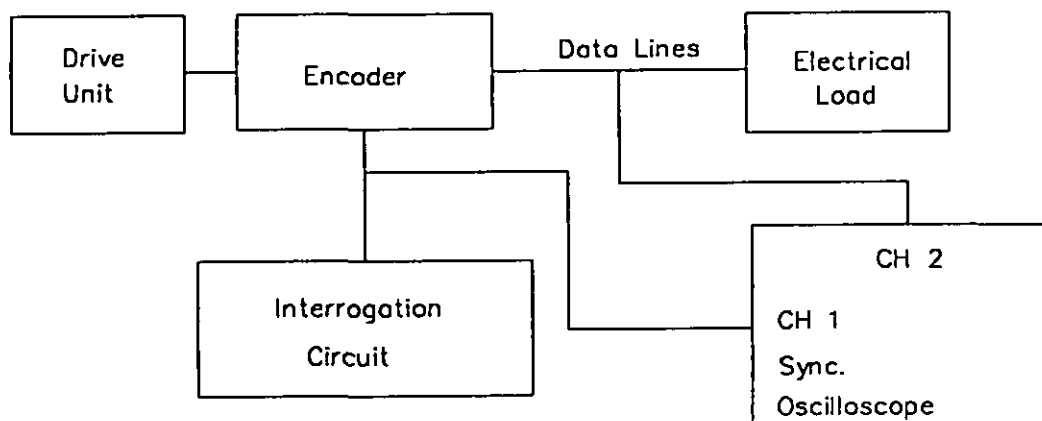 Drive
Unit
Encoder
Data Lines
Electrical
Load
Interrogation
Circuit
CH 2
CH 1
Sync.
Oscilloscope